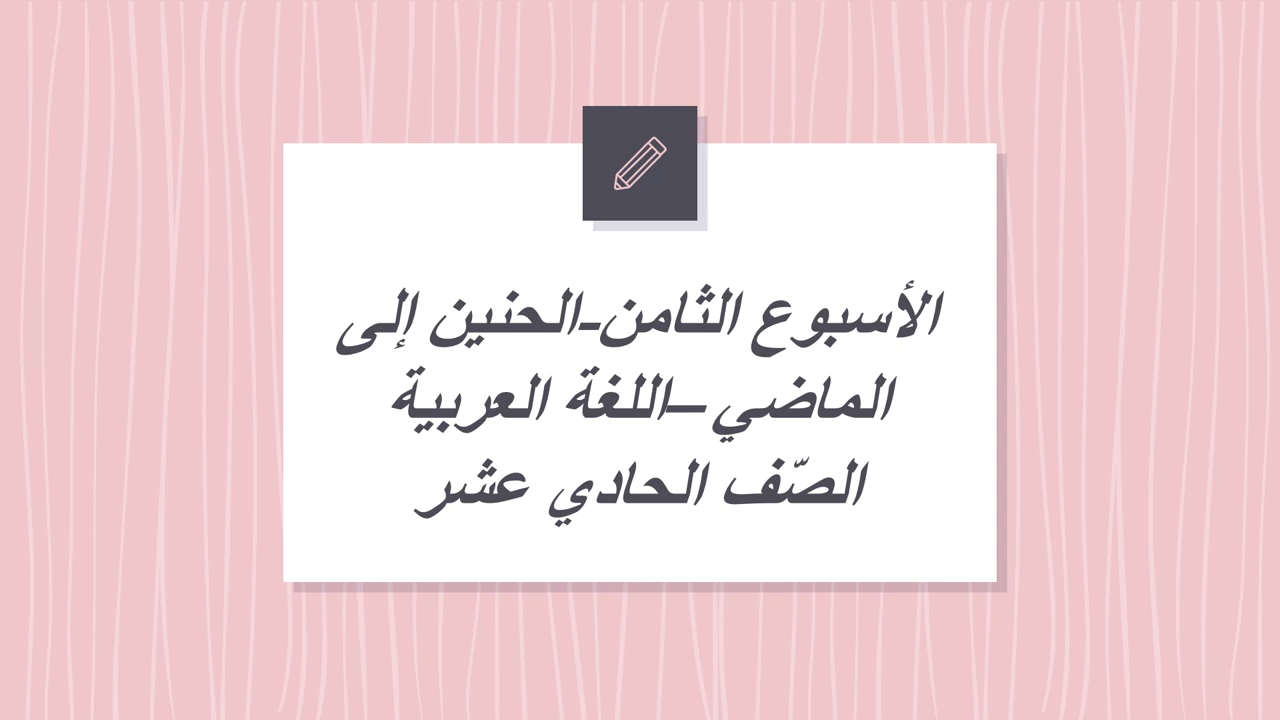 الأسبوع الثامن-الحنين إلى
الماضي –اللغة العربية
الصّف الحادي عشر